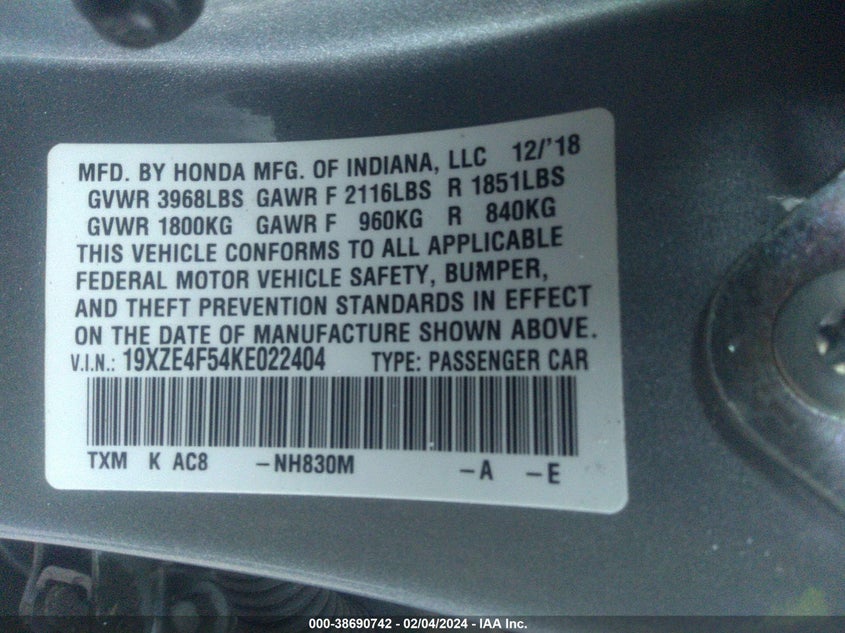 MFD. BY HONDA MFG. OF INDIANA, LLC 12/'18
GVWR 3968LBS GAWR F 2116LBS R 1851LBS
GVWR 1800KG GAWR F 960KG R 840KG
THIS VEHICLE CONFORMS TO ALL APPLICABLE
FEDERAL MOTOR VEHICLE SAFETY, BUMPER,
AND THEFT PREVENTION STANDARDS IN EFFECT
ON THE DATE OF MANUFACTURE SHOWN ABOVE.
V.I.N.: 19XZE4F54KE022404 TYPE: PASSENGER CAR
TXM K AC8 -NH830M -A -E
000-38690742 - 02/04/2024 - IAA Inc.